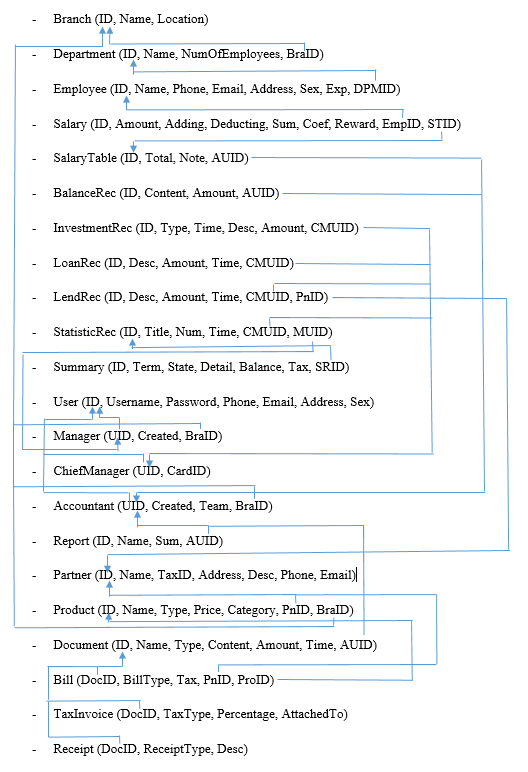 - Branch (ID, Name, Location)
- Department (ID, Name, NumOfEmployees, BraID)
- Employee (ID, Name, Phone, Email, Address, Sex, Exp, DPMID)
- Salary (ID, Amount, Adding, Deducting, Sum, Coef, Reward, EmpID, STID)
- SalaryTable (ID, Total, Note, AUID)
- BalanceRec (ID, Content, Amount, AUID)
- InvestmentRec (ID, Type, Time, Desc, Amount, CMUID)
- LoanRec (ID, Desc, Amount, Time, CMUID)
- LendRec (ID, Desc, Amount, Time, CMUID, PnID)
- StatisticRec (ID, Title, Num, Time, CMUID, MUID)
- Summary (ID, Term, State, Detail, Balance, Tax, SRID)
- User (ID, Username, Password, Phone, Email, Address, Sex)
- Manager (UID, Created, BraID)
- ChiefManager (UID, CardID)
- Accountant (UID, Created, Team, BraID)
- Report (ID, Name, Sum, AUID)
- Partner (ID, Name, TaxID, Address, Desc, Phone, Email)
- Product (ID, Name, Type, Price, Category, PnID, BraID)
- Document (ID, Name, Type, Content, Amount, Time, AUID)
- Bill (DocID, BillType, Tax, PnID, ProID)
- TaxInvoice (DocID, TaxType, Percentage, AttachedTo)
- Receipt (DocID, ReceiptType, Desc)